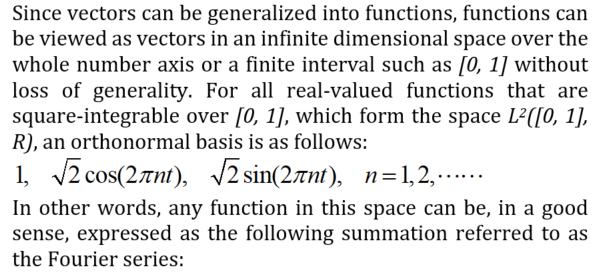 Since vectors can be generalized into functions, functions can
be viewed as vectors in an infinite dimensional space over the
whole number axis or a finite interval such as [0, 1] without
loss of generality. For all real-valued functions that are
square-integrable over [0, 1], which form the space L²([0, 1],
R), an orthonormal basis is as follows:
1, √2 cos(2πnt), √2 sin(2πnt), n = 1, 2, ⋯⋯
In other words, any function in this space can be, in a good
sense, expressed as the following summation referred to as
the Fourier series: